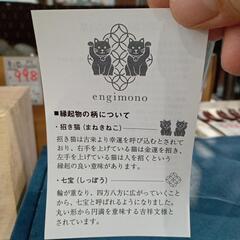 998
engimono
■縁起物の柄について
・招き猫(まねきねこ)
招き猫は古来より幸運を呼び込むとされて
おり、右手を上げている猫は金運を招き、
左手を上げている猫は人を招くという
縁起の良い意味があります。
・七宝(しっぽう)
輪が重なり、四方八方に広がっていくこと
から、七宝と呼ばれるようになりました。
丸い形から円満を意味する吉祥文様と
されています。